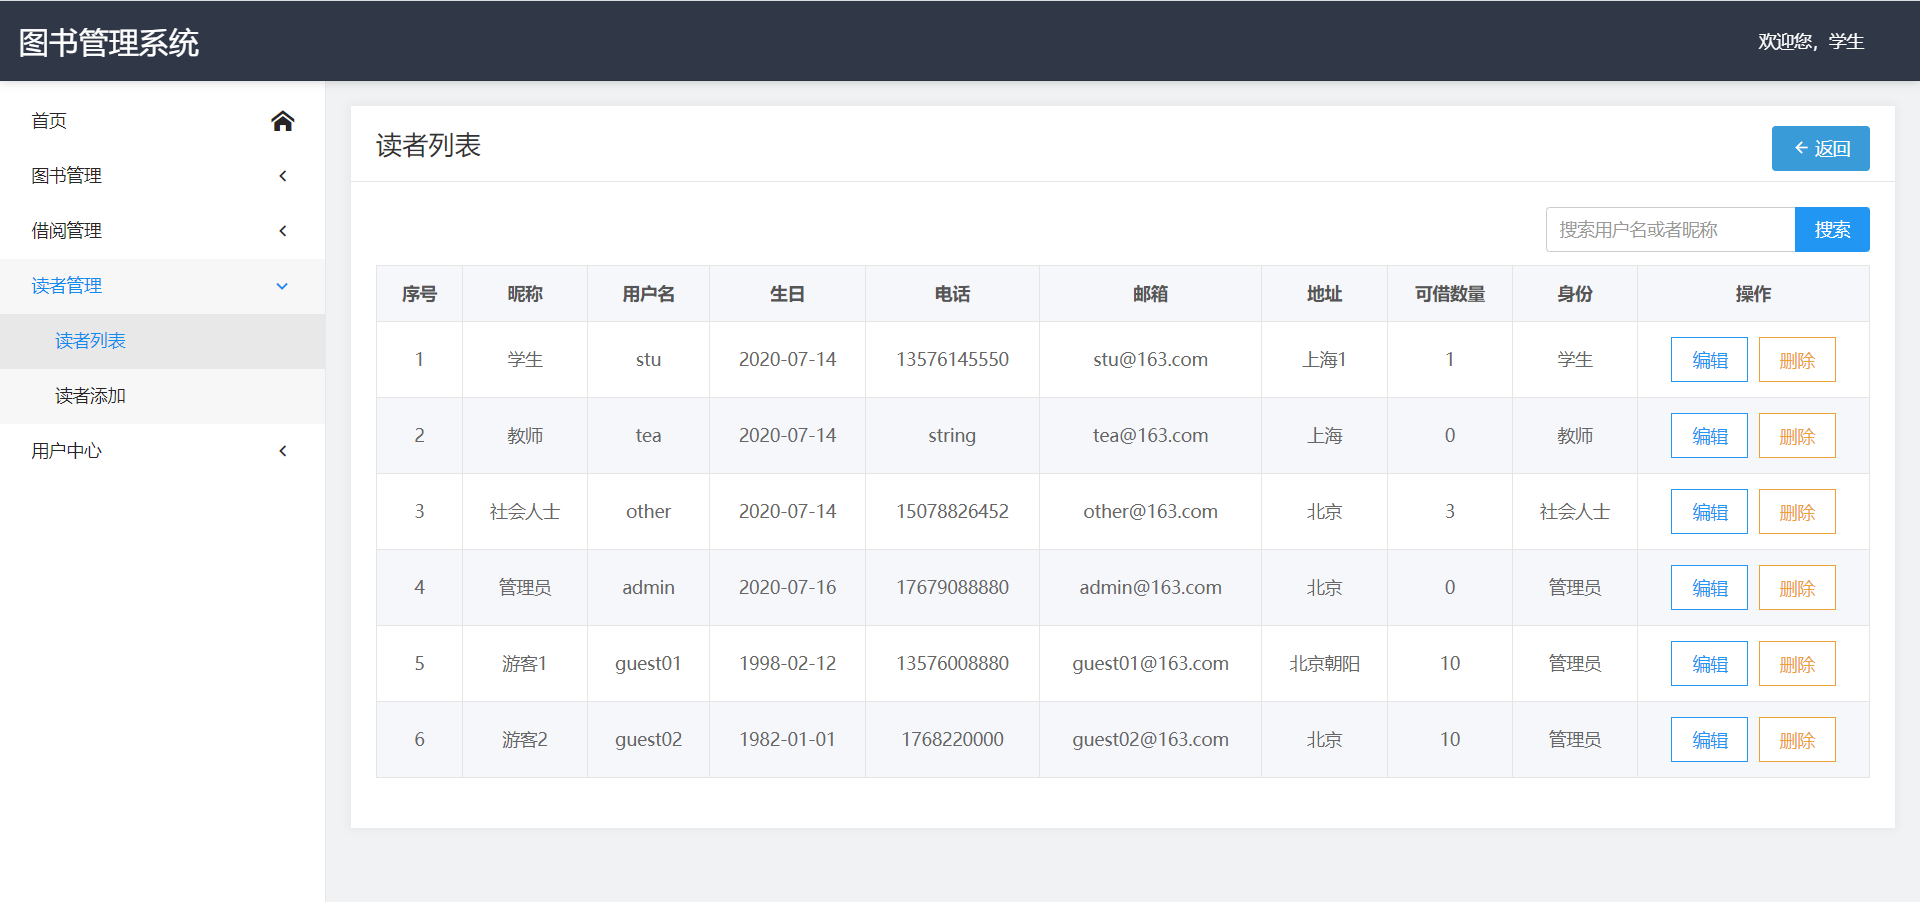 图书管理系统
欢迎您，学生
首页
图书管理
借阅管理
读者管理
读者列表
读者添加
用户中心
读者列表
返回
搜索用户名或者昵称 搜索
序号 昵称 用户名 生日 电话 邮箱 地址 可借数量 身份 操作
1 学生 stu 2020-07-14 13576145550 stu@163.com 上海1 1 学生 编辑 删除
2 教师 tea 2020-07-14 string tea@163.com 上海 0 教师 编辑 删除
3 社会人士 other 2020-07-14 15078826452 other@163.com 北京 3 社会人士 编辑 删除
4 管理员 admin 2020-07-16 17679088880 admin@163.com 北京 0 管理员 编辑 删除
5 游客1 guest01 1998-02-12 13576008880 guest01@163.com 北京朝阳 10 管理员 编辑 删除
6 游客2 guest02 1982-01-01 1768220000 guest02@163.com 北京 10 管理员 编辑 删除